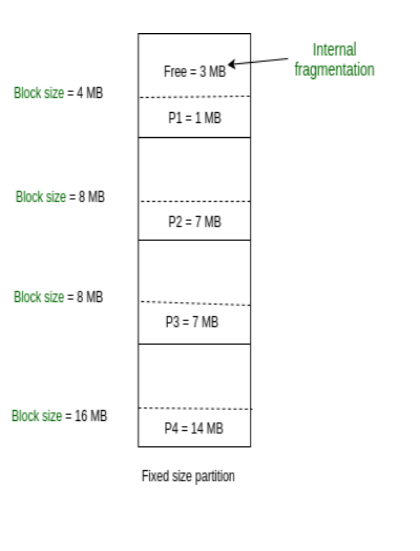 Internal
fragmentation
Free = 3 MB
Block size = 4 MB
P1 = 1 MB
Block size = 8 MB
P2 = 7 MB
Block size = 8 MB
P3 = 7 MB
Block size = 16 MB
P4 = 14 MB
Fixed size partition